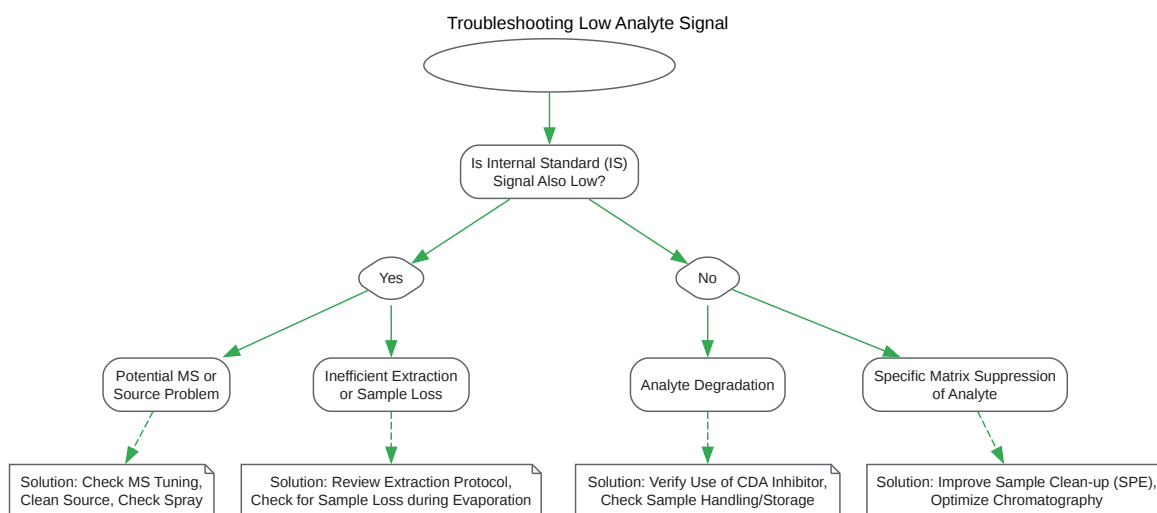 Troubleshooting Low Analyte Signal
Is Internal Standard (IS)
Signal Also Low?
Yes
No
Potential MS or
Source Problem
Inefficient Extraction
or Sample Loss
Analyte Degradation
Specific Matrix Suppression
of Analyte
Solution: Check MS Tuning,
Clean Source, Check Spray
Solution: Review Extraction Protocol,
Check for Sample Loss during Evaporation
Solution: Verify Use of CDA Inhibitor,
Check Sample Handling/Storage
Solution: Improve Sample Clean-up (SPE),
Optimize Chromatography